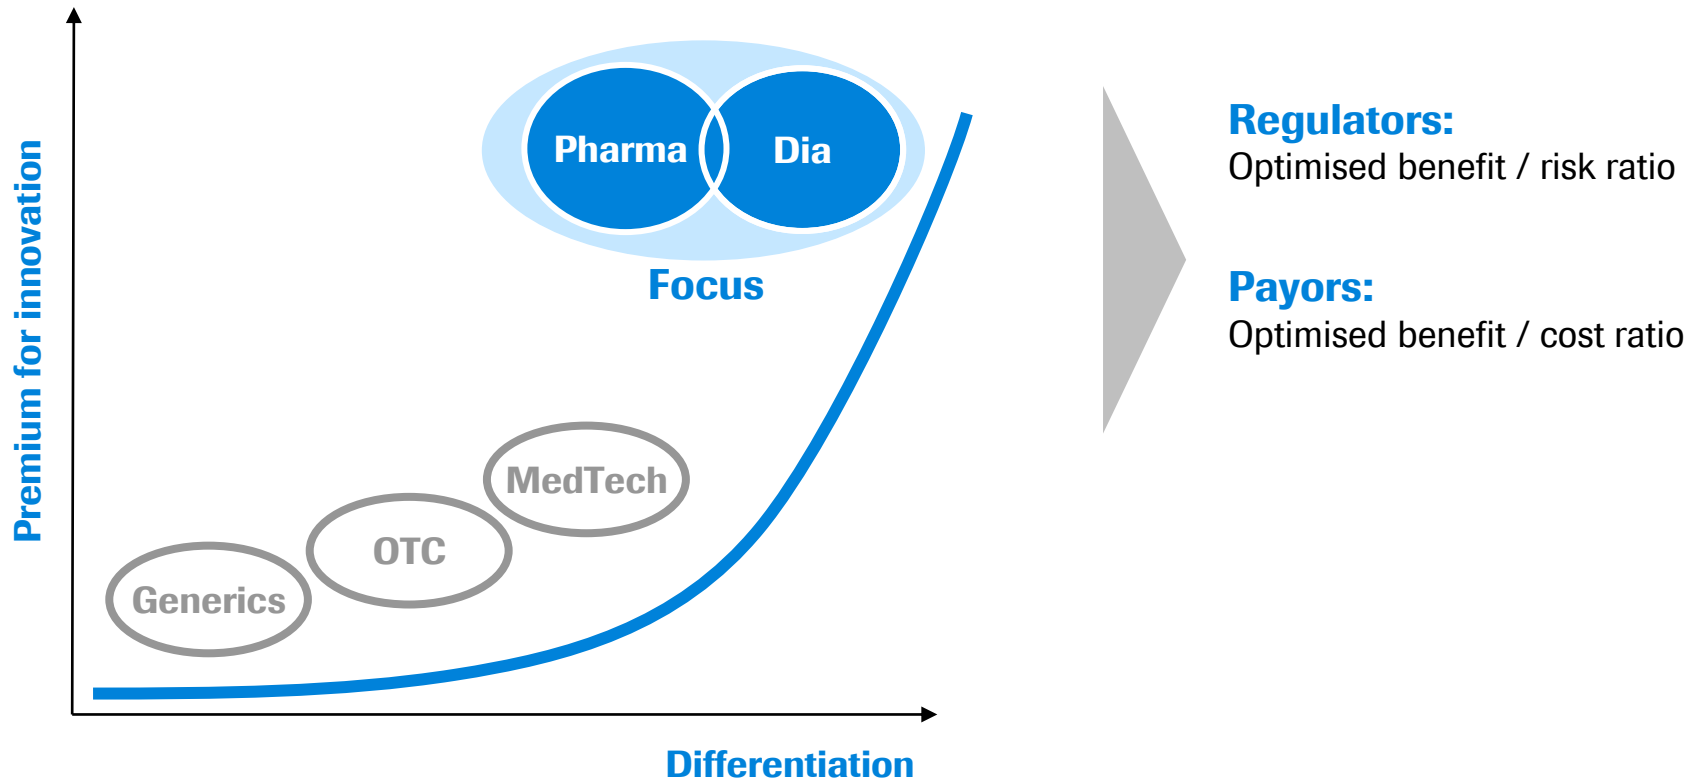 Premium for innovation
Pharma
Dia
Focus
MedTech
OTC
Generics
Differentiation
Regulators:
Optimised benefit / risk ratio
Payors:
Optimised benefit / cost ratio